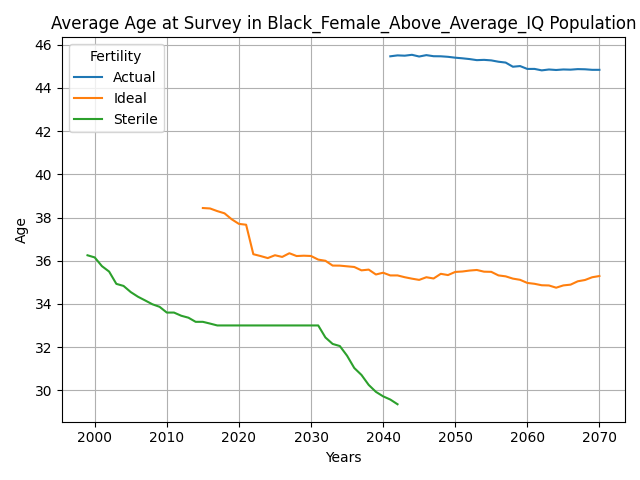 Average Age at Survey in Black_Female_Above_Average_IQ Population
Fertility
Actual
Ideal
Sterile
Age
46
44
42
40
38
36
34
32
30
2000
2010
2020
2030
2040
2050
2060
2070
Years